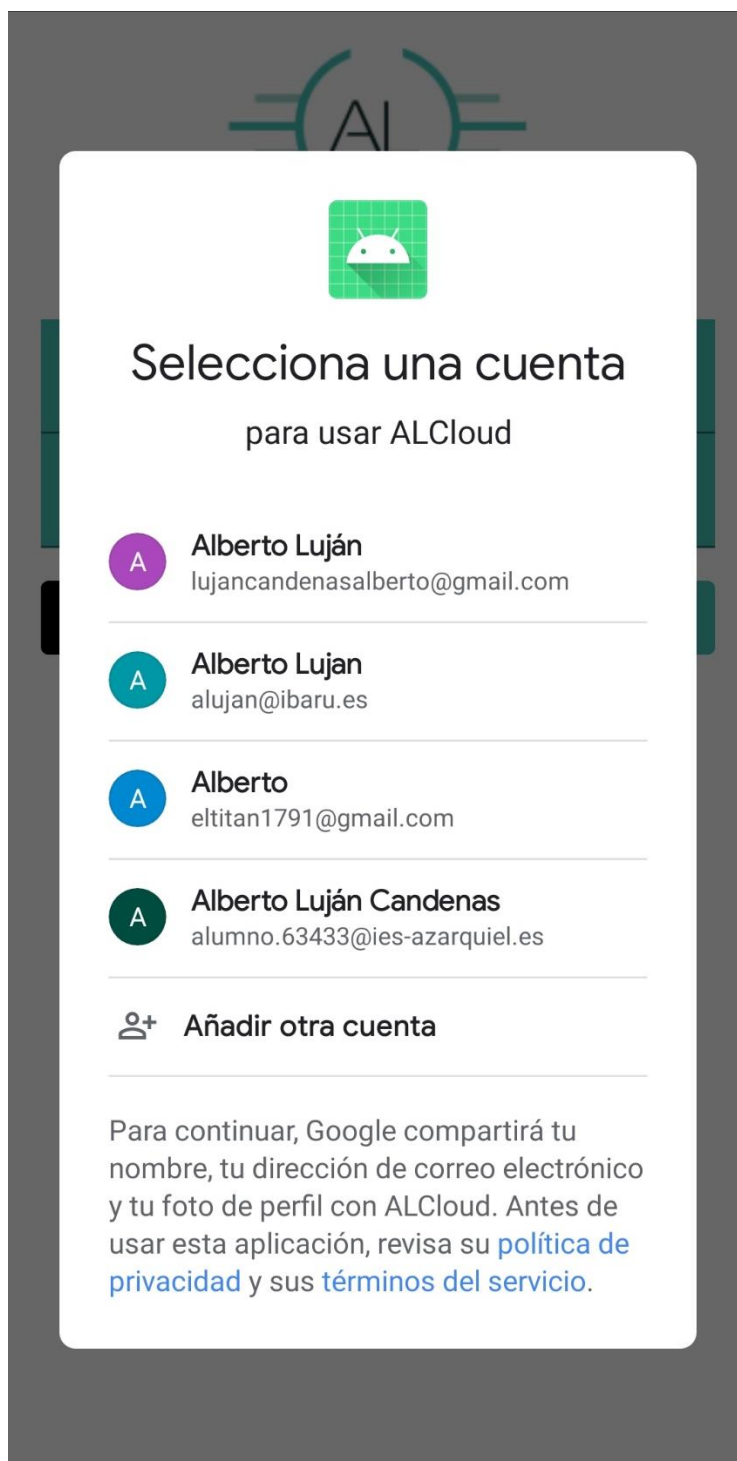 AL
Selecciona una cuenta
para usar ALCloud
A
Alberto Luján
lujancandenasalberto@gmail.com
A
Alberto Lujan
alujan@ibaru.es
A
Alberto
eltitan1791@gmail.com
A
Alberto Luján Candenas
alumno.63433@ies-azarquiel.es
Añadir otra cuenta
Para continuar, Google compartirá tu
nombre, tu dirección de correo electrónico
y tu foto de perfil con ALCloud. Antes de
usar esta aplicación, revisa su política de
privacidad y sus términos del servicio.